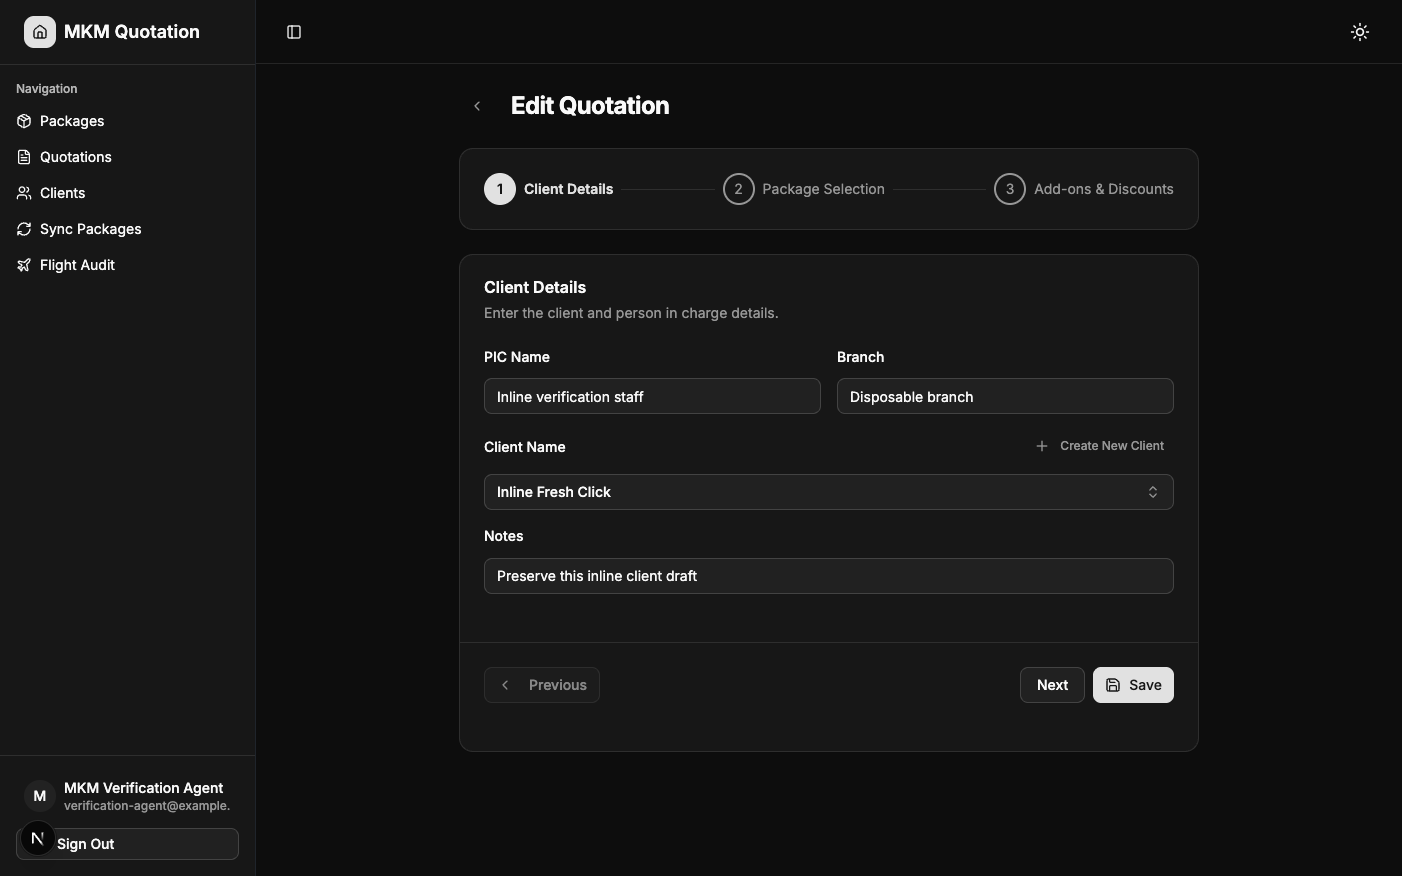 MKM Quotation
Navigation
Packages
Quotations
Clients
Sync Packages
Flight Audit
MKM Verification Agent
M
verification-agent@example.
N
Sign Out
Edit Quotation
1 Client Details
2 Package Selection
3 Add-ons & Discounts
Client Details
Enter the client and person in charge details.
PIC Name
Branch
Inline verification staff
Disposable branch
Client Name
Create New Client
Inline Fresh Click
Notes
Preserve this inline client draft
Previous
Next
Save